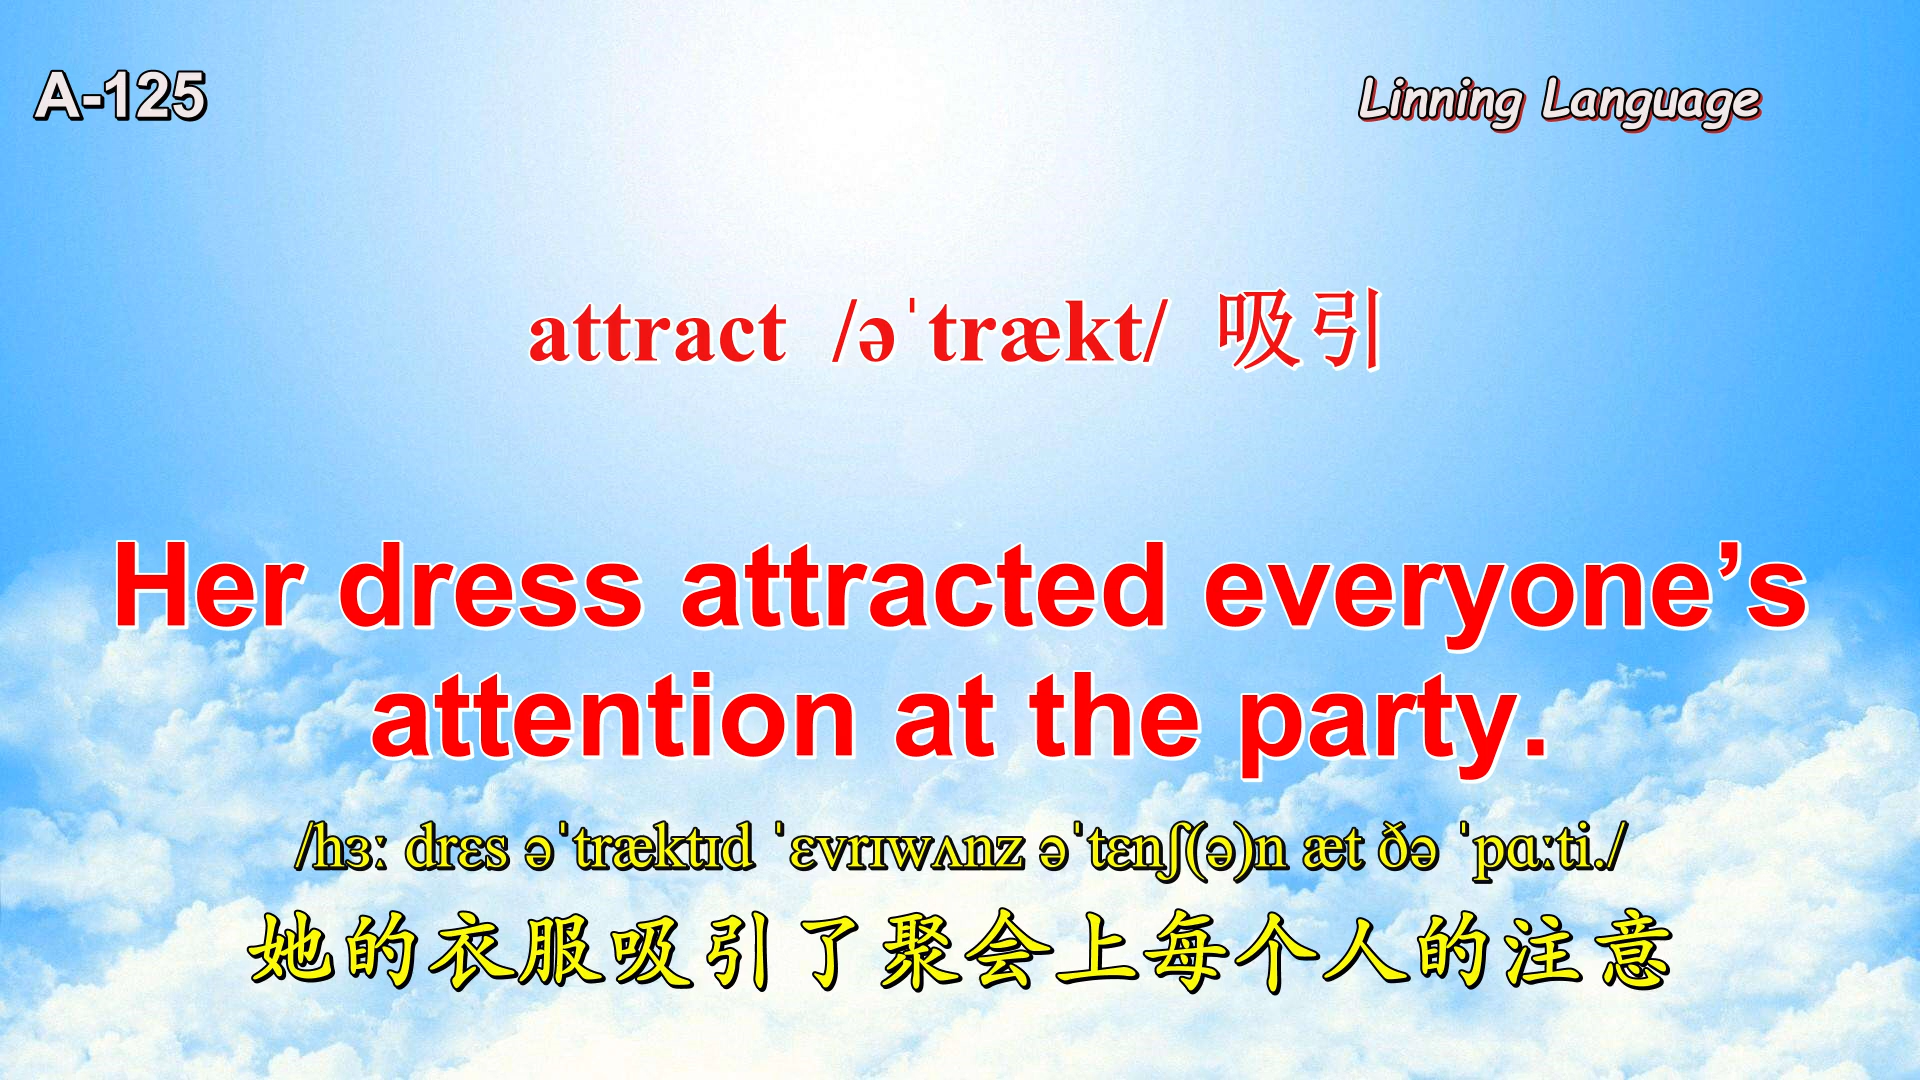 A-125
Linning Language
attract /əˈtrækt/ 吸引
Her dress attracted everyone’s
attention at the party.
/hɜː drɛs əˈtræktɪd ˈɛvrɪwʌnz əˈtɛnʃ(ə)n æt ðə ˈpɑːti./
她的衣服吸引了聚会上每个人的注意